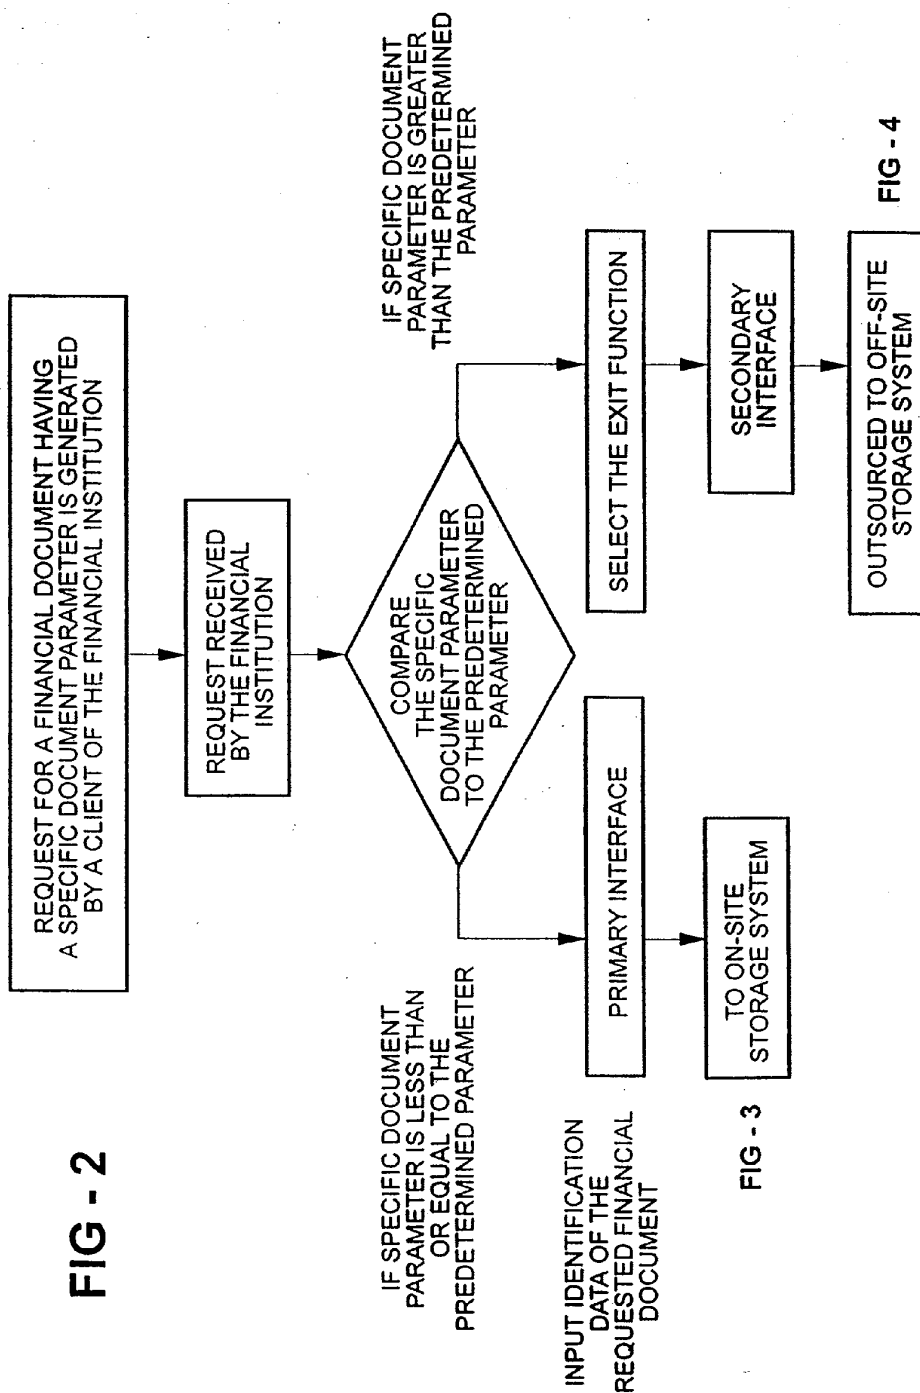 FIG - 2
REQUEST FOR A FINANCIAL DOCUMENT HAVING
A SPECIFIC DOCUMENT PARAMETER IS GENERATED
BY A CLIENT OF THE FINANCIAL INSTITUTION
REQUEST RECEIVED
BY THE FINANCIAL
INSTITUTION
COMPARE
THE SPECIFIC
DOCUMENT PARAMETER
TO THE PREDETERMINED
PARAMETER
IF SPECIFIC DOCUMENT
PARAMETER IS LESS THAN
OR EQUAL TO THE
PREDETERMINED PARAMETER
IF SPECIFIC DOCUMENT
PARAMETER IS GREATER
THAN THE PREDETERMINED
PARAMETER
INPUT IDENTIFICATION
DATA OF THE
REQUESTED FINANCIAL
DOCUMENT
PRIMARY INTERFACE
SELECT THE EXIT FUNCTION
FIG - 3
TO ON-SITE
STORAGE SYSTEM
SECONDARY
INTERFACE
OUTSOURCED TO OFF-SITE
STORAGE SYSTEM
FIG - 4